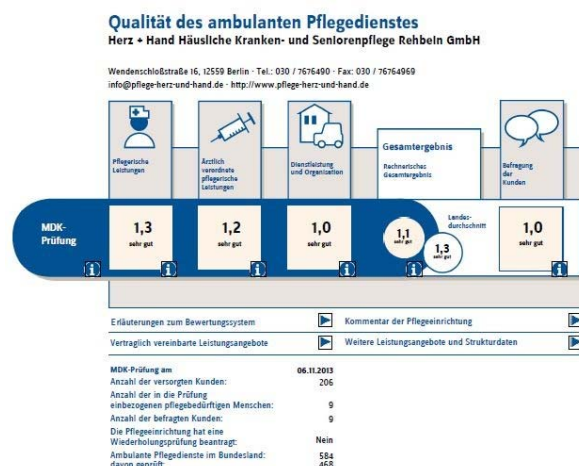 Qualität des ambulanten Pflegedienstes
Herz + Hand Häusliche Kranken- und Seniorenpflege Rehbein GmbH
Wendenschloßstraße 16, 12559 Berlin · Tel.: 030 / 7676490 · Fax: 030 / 76764969
info@pflege-herz-und-hand.de · http://www.pflege-herz-und-hand.de
Pflegerische
Leistungen
Ärztlich
verordnete
pflegerische
Leistungen
Dienstleistung
und Organisation
Gesamtergebnis
Rechnerisches
Gesamtergebnis
Befragung
der
Kunden
MDK-
Prüfung
1,3
sehr gut
1,2
sehr gut
1,0
sehr gut
1,1
sehr gut
Landes-
durchschnitt
1,3
sehr gut
1,0
sehr gut
Erläuterungen zum Bewertungssystem
Kommentar der Pflegeeinrichtung
Vertraglich vereinbarte Leistungsangebote
Weitere Leistungsangebote und Strukturdaten
MDK-Prüfung am 06.11.2013
Anzahl der versorgten Kunden: 206
Anzahl der in die Prüfung
einbezogenen pflegebedürftigen Menschen: 9
Anzahl der befragten Kunden: 9
Die Pflegeeinrichtung hat eine
Wiederholungsprüfung beantragt: Nein
Ambulante Pflegedienste im Bundesland: 584
davon geprüft: 468